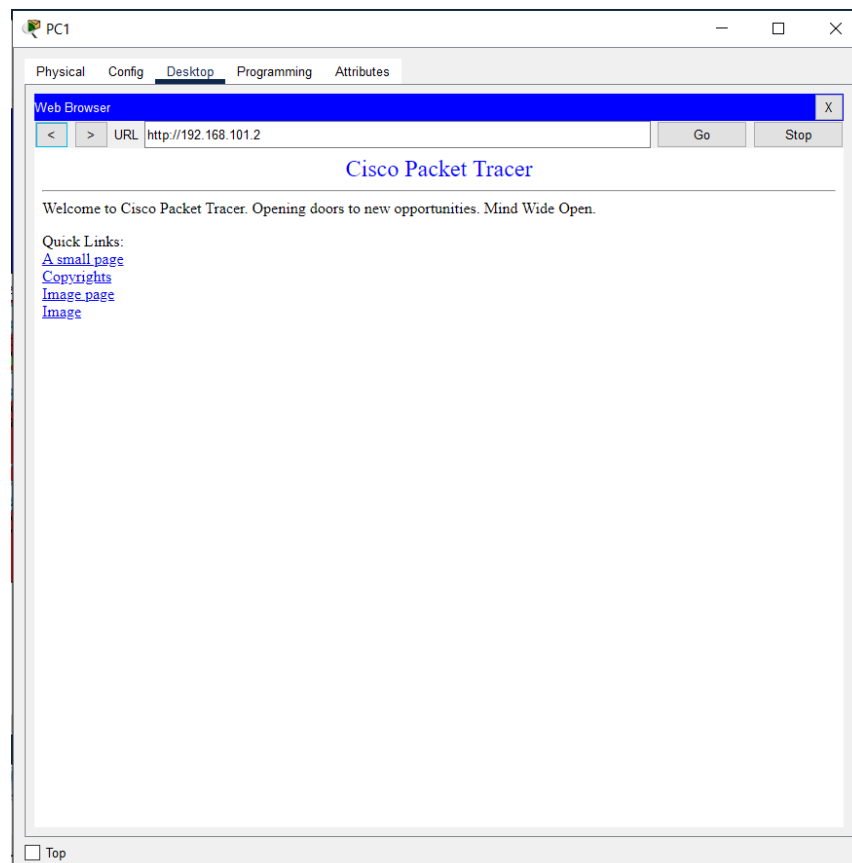 PC1
Physical Config Desktop Programming Attributes
Web Browser X
< > URL http://192.168.101.2 Go Stop
Cisco Packet Tracer
Welcome to Cisco Packet Tracer. Opening doors to new opportunities. Mind Wide Open.
Quick Links:
A small page
Copyrights
Image page
Image
Top